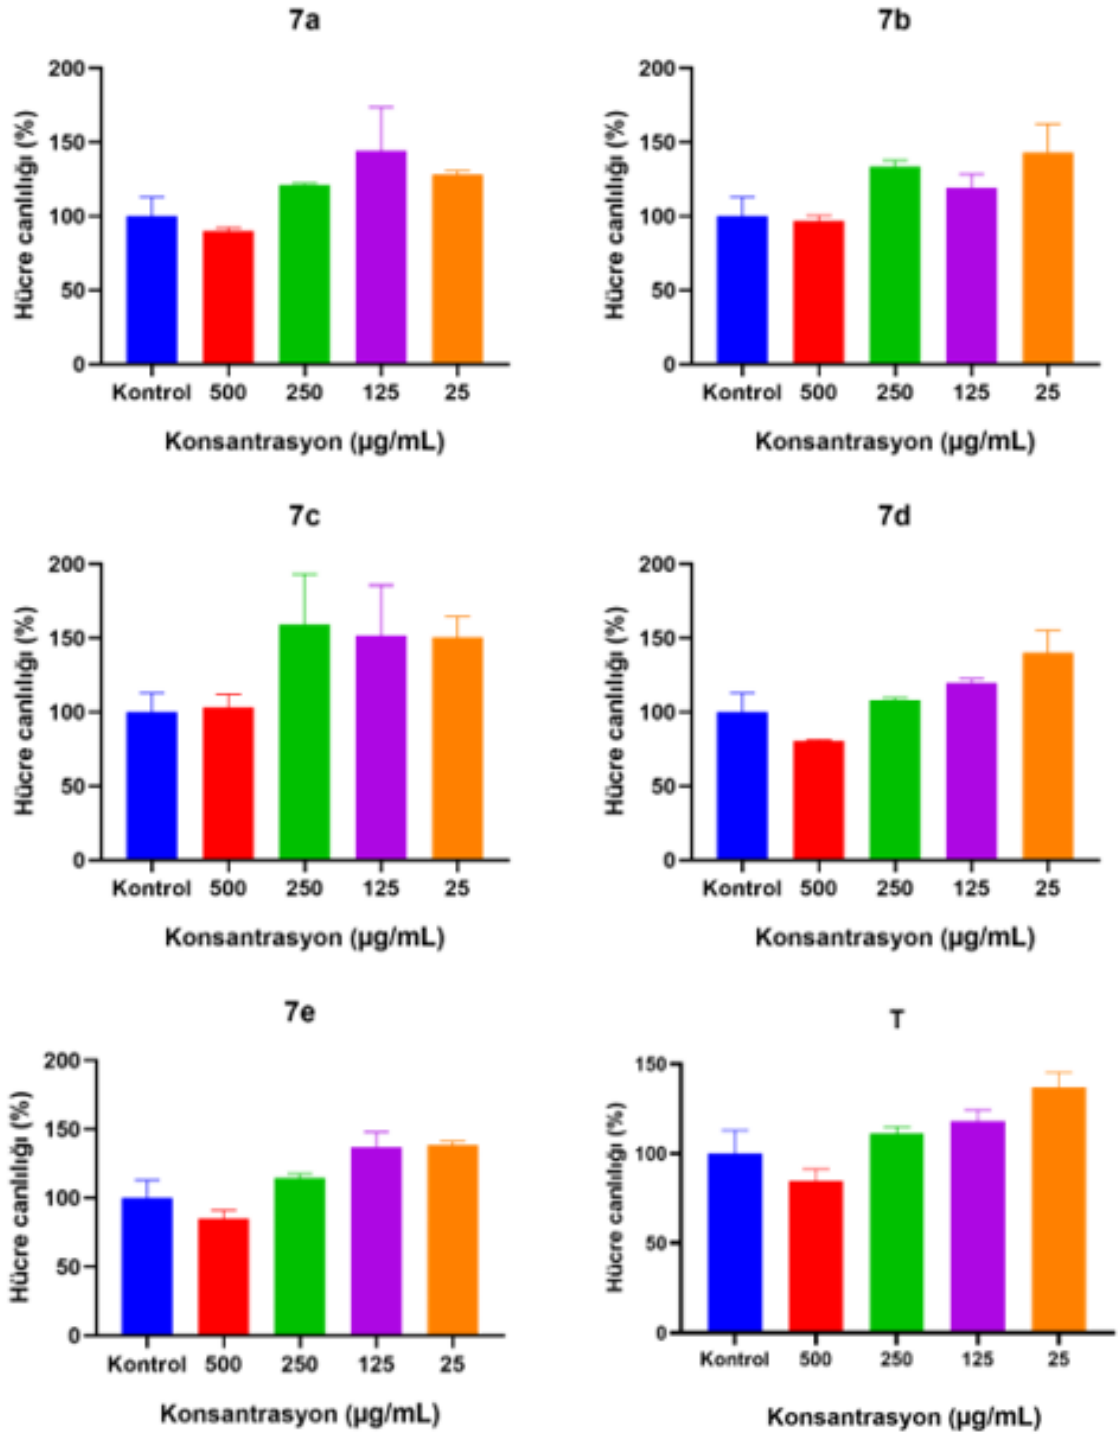 7a
200
150
100
50
0
Hücre canlılığı (%)
Kontrol 500 250 125 25
Konsantrasyon (µg/mL)
7b
200
150
100
50
0
Hücre canlılığı (%)
Kontrol 500 250 125 25
Konsantrasyon (µg/mL)
7c
200
150
100
50
0
Hücre canlılığı (%)
Kontrol 500 250 125 25
Konsantrasyon (µg/mL)
7d
200
150
100
50
0
Hücre canlılığı (%)
Kontrol 500 250 125 25
Konsantrasyon (µg/mL)
7e
200
150
100
50
0
Hücre canlılığı (%)
Kontrol 500 250 125 25
Konsantrasyon (µg/mL)
T
150
100
50
0
Hücre canlılığı (%)
Kontrol 500 250 125 25
Konsantrasyon (µg/mL)